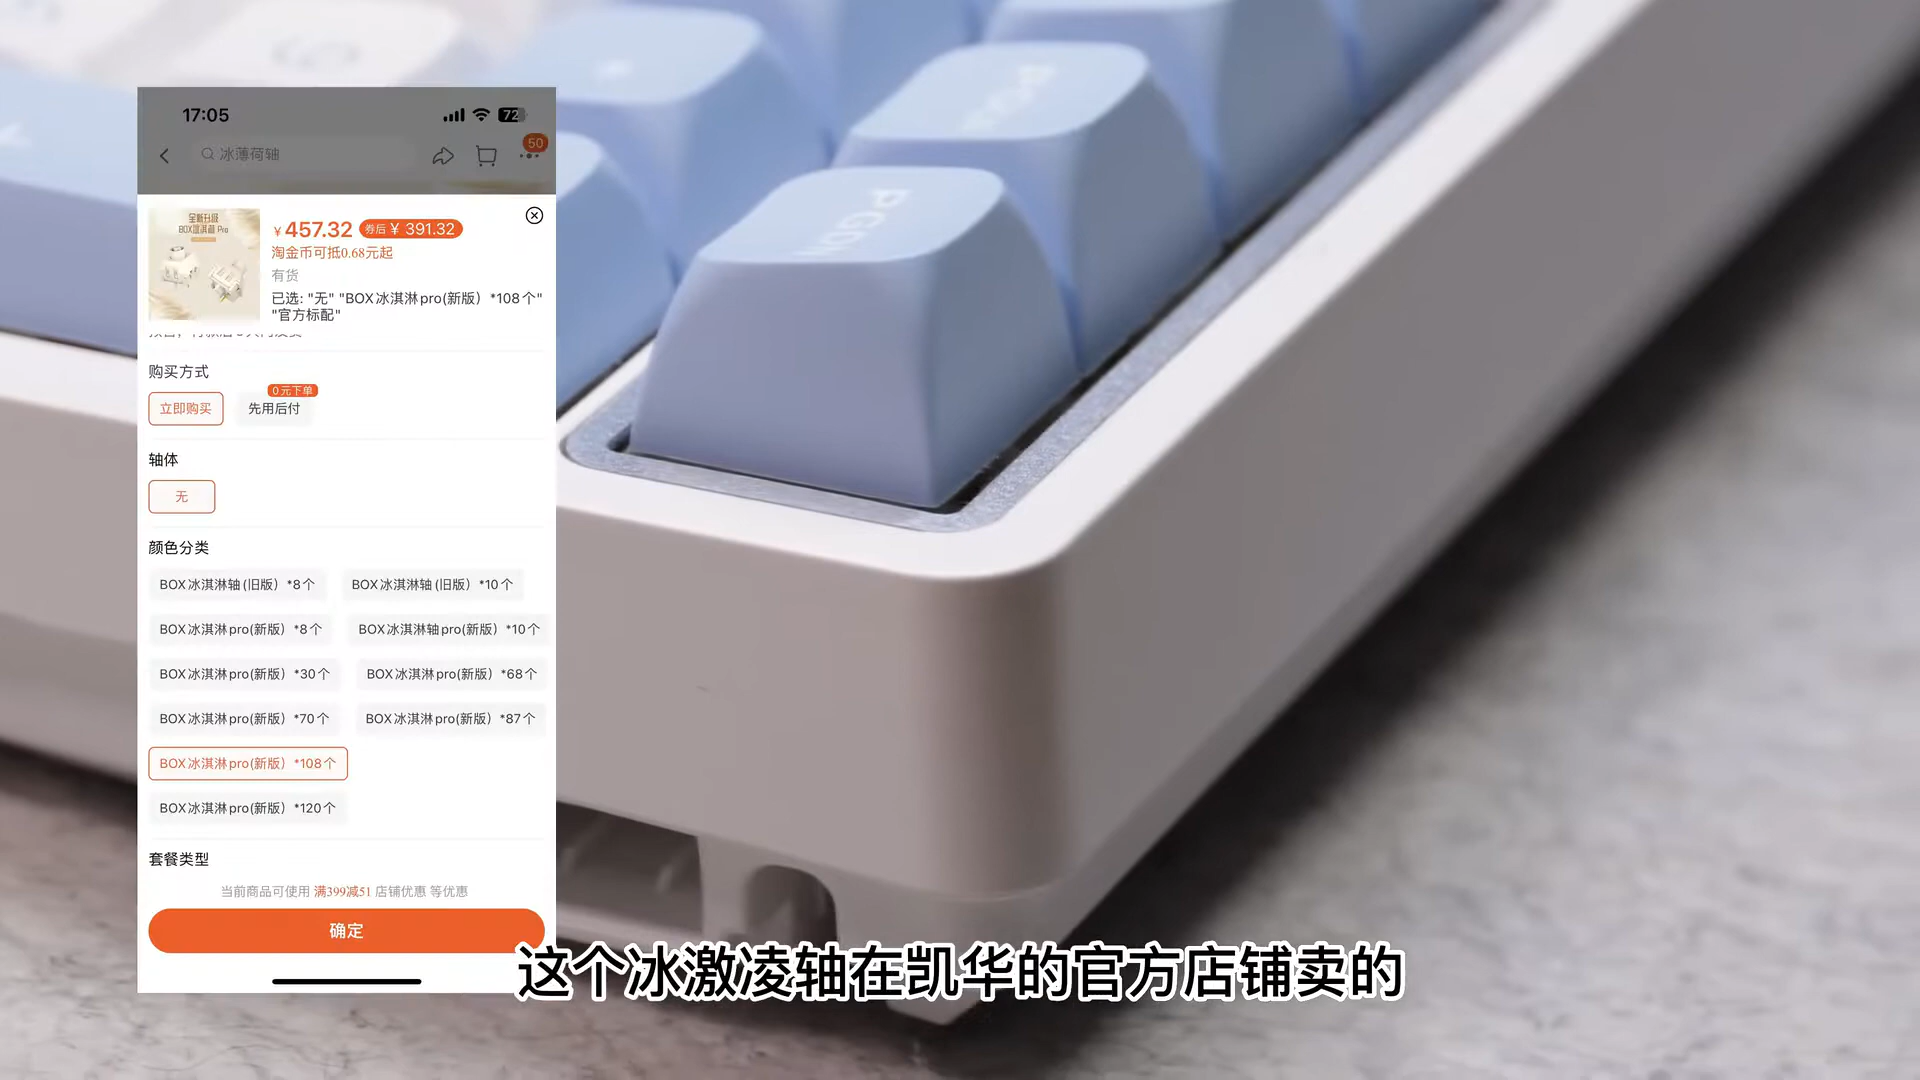 17:05
72
50
冰薄荷轴
全新升级
BOX冰淇淋 Pro
¥457.32 券后 ¥ 391.32
淘金币可抵0.68元起
有货
已选: "无" "BOX冰淇淋pro(新版）*108个"
"官方标配"
购买方式
0元下单
立即购买 先用后付
轴体
无
颜色分类
BOX冰淇淋轴(旧版）*8个 BOX冰淇淋轴(旧版）*10个
BOX冰淇淋pro(新版）*8个 BOX冰淇淋轴pro(新版）*10个
BOX冰淇淋pro(新版）*30个 BOX冰淇淋pro(新版）*68个
BOX冰淇淋pro(新版）*70个 BOX冰淇淋pro(新版）*87个
BOX冰淇淋pro(新版）*108个
BOX冰淇淋pro(新版）*120个
套餐类型
当前商品可使用 满399减51 店铺优惠 等优惠
确定
PGDN
这个冰激凌轴在凯华的官方店铺卖的